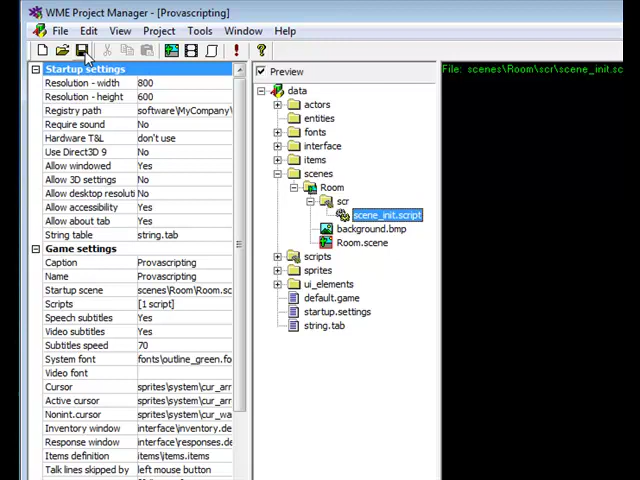 WME Project Manager - [Provascripting]
File Edit View Project Tools Window Help
Startup settings
Resolution - width 800
Resolution - height 600
Registry path software\MyCompany\
Require sound No
Hardware T&L don't use
Use Direct3D 9 No
Allow windowed Yes
Allow 3D settings No
Allow desktop resoluti No
Allow accessibility Yes
Allow about tab Yes
String table string.tab
Game settings
Caption Provascripting
Name Provascripting
Startup scene scenes\Room\Room.sc
Scripts [1 script]
Speech subtitles Yes
Video subtitles Yes
Subtitles speed 70
System font fonts\outline_green.fo
Video font
Cursor sprites\system\cur_arr
Active cursor sprites\system\cur_arr
Nonint.cursor sprites\system\cur_wa
Inventory window interface\inventory.de
Response window interface\responses.de
Items definition items\items.items
Talk lines skipped by left mouse button
Preview
data
actors
entities
fonts
interface
items
scenes
Room
scr
scene_init.script
background.bmp
Room.scene
scripts
sprites
ui_elements
default.game
startup.settings
string.tab
File: scenes\Room\scr\scene_init.sc